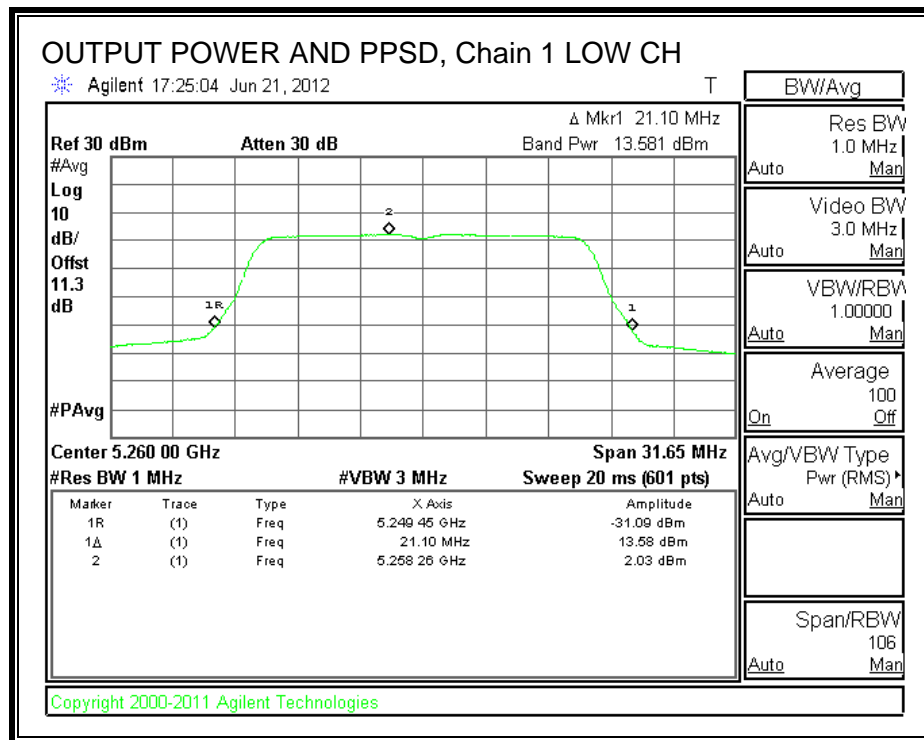 OUTPUT POWER AND PPSD, Chain 1 LOW CH
Agilent 17:25:04 Jun 21, 2012 T
BW/Avg
Δ Mkr1 21.10 MHz
Ref 30 dBm Atten 30 dB Band Pwr 13.581 dBm
#Avg
Log
10
dB/
Offst
11.3
dB
#PAvg
2
1R
1
Center 5.260 00 GHz Span 31.65 MHz
#Res BW 1 MHz #VBW 3 MHz Sweep 20 ms (601 pts)
Marker Trace Type X Axis Amplitude
1R (1) Freq 5.249 45 GHz -31.09 dBm
1Δ (1) Freq 21.10 MHz 13.58 dBm
2 (1) Freq 5.258 26 GHz 2.03 dBm
Res BW
1.0 MHz
Auto Man
Video BW
3.0 MHz
Auto Man
VBW/RBW
1.00000
Auto Man
Average
100
On Off
Avg/VBW Type
Pwr (RMS)
Auto Man
Span/RBW
106
Auto Man
Copyright 2000-2011 Agilent Technologies